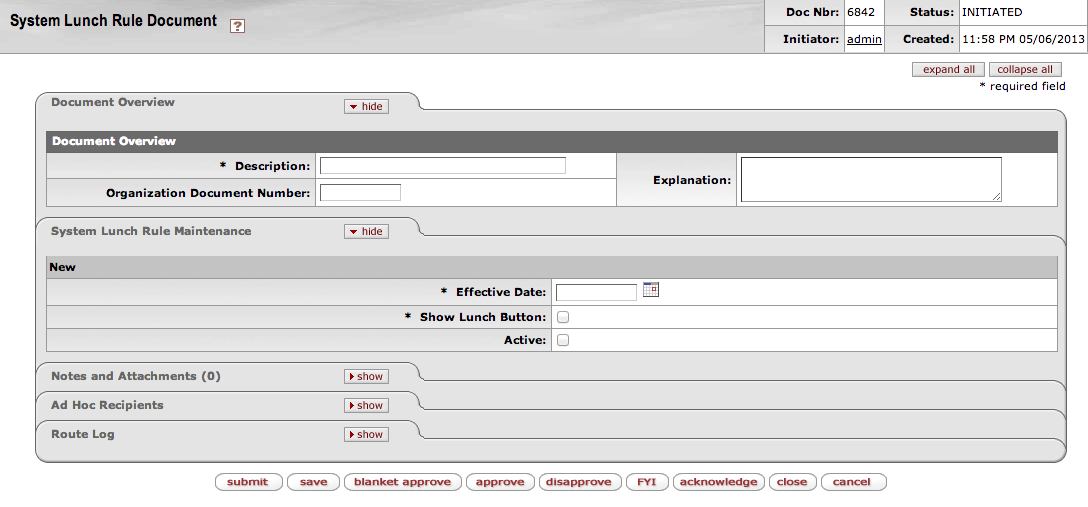 System Lunch Rule Document ?
Doc Nbr: 6842 Status: INITIATED
Initiator: admin Created: 11:58 PM 05/06/2013
expand all collapse all
* required field
Document Overview hide
Document Overview
* Description:
Explanation:
Organization Document Number:
System Lunch Rule Maintenance hide
New
* Effective Date:
* Show Lunch Button:
Active:
Notes and Attachments (0) show
Ad Hoc Recipients show
Route Log show
submit save blanket approve approve disapprove FYI acknowledge close cancel